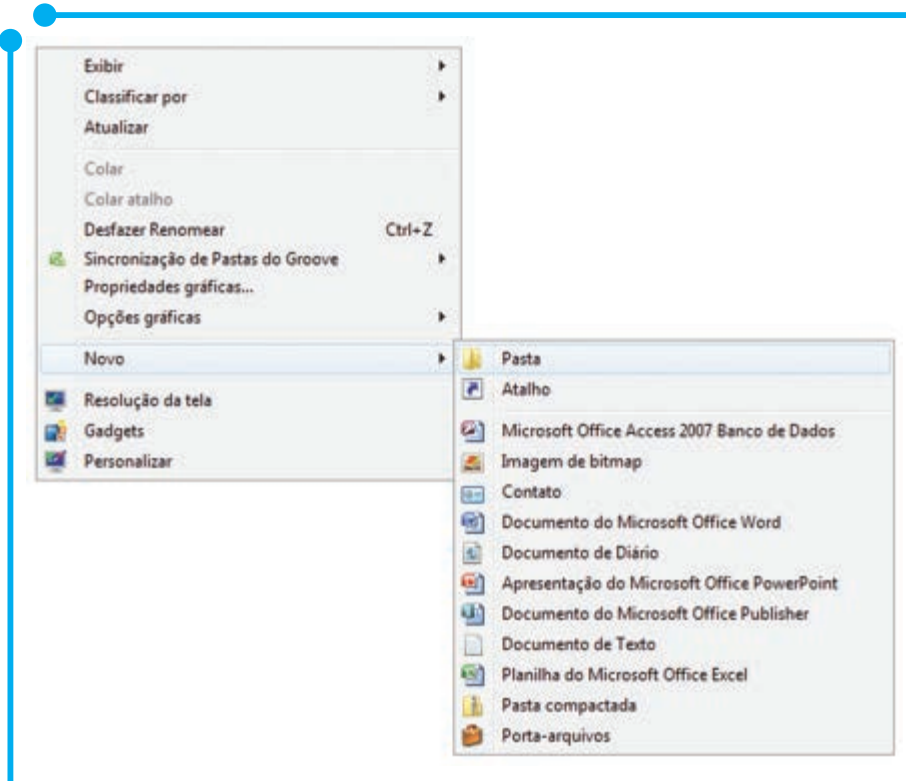 Exibir
Classificar por
Atualizar
Colar
Colar atalho
Desfazer Renomear Ctrl+Z
Sincronização de Pastas do Groove
Propriedades gráficas...
Opções gráficas
Novo
Resolução da tela
Gadgets
Personalizar
Pasta
Atalho
Microsoft Office Access 2007 Banco de Dados
Imagem de bitmap
Contato
Documento do Microsoft Office Word
Documento de Diário
Apresentação do Microsoft Office PowerPoint
Documento do Microsoft Office Publisher
Documento de Texto
Planilha do Microsoft Office Excel
Pasta compactada
Porta-arquivos